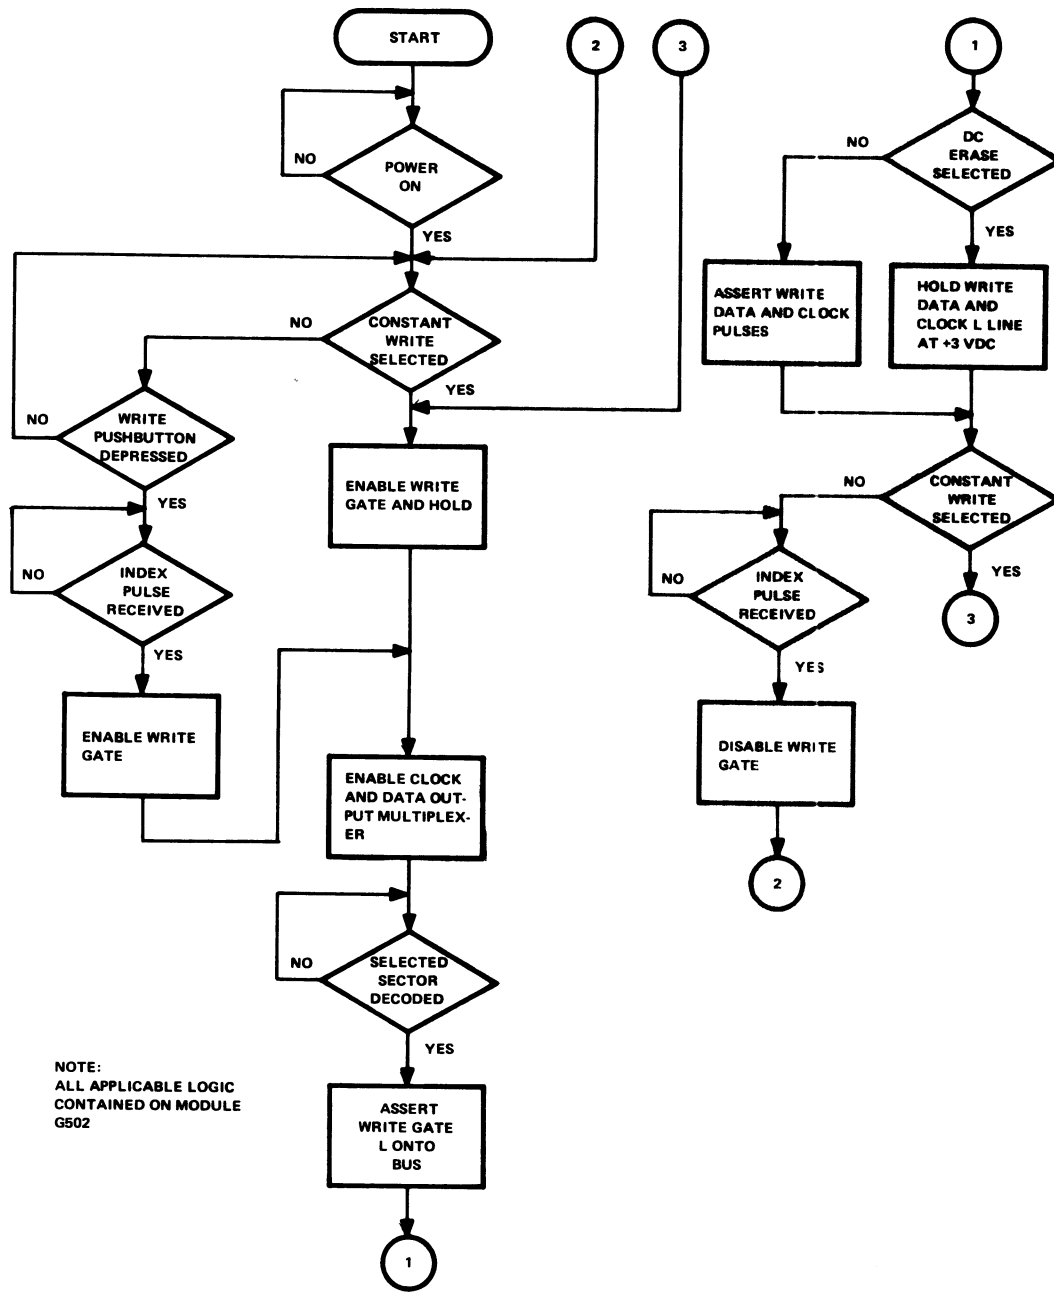 START
2
3
1
POWER
ON
NO
YES
CONSTANT
WRITE
SELECTED
NO
YES
WRITE
PUSHBUTTON
DEPRESSED
NO
YES
INDEX
PULSE
RECEIVED
NO
YES
ENABLE WRITE
GATE
ENABLE WRITE
GATE AND HOLD
ENABLE CLOCK
AND DATA OUT-
PUT MULTIPLEX-
ER
SELECTED
SECTOR
DECODED
NO
YES
ASSERT
WRITE GATE
L ONTO
BUS
1
DC
ERASE
SELECTED
NO
YES
ASSERT WRITE
DATA AND CLOCK
PULSES
HOLD WRITE
DATA AND
CLOCK L LINE
AT +3 VDC
CONSTANT
WRITE
SELECTED
NO
YES
3
INDEX
PULSE
RECEIVED
NO
YES
DISABLE WRITE
GATE
2
NOTE:
ALL APPLICABLE LOGIC
CONTAINED ON MODULE
G502